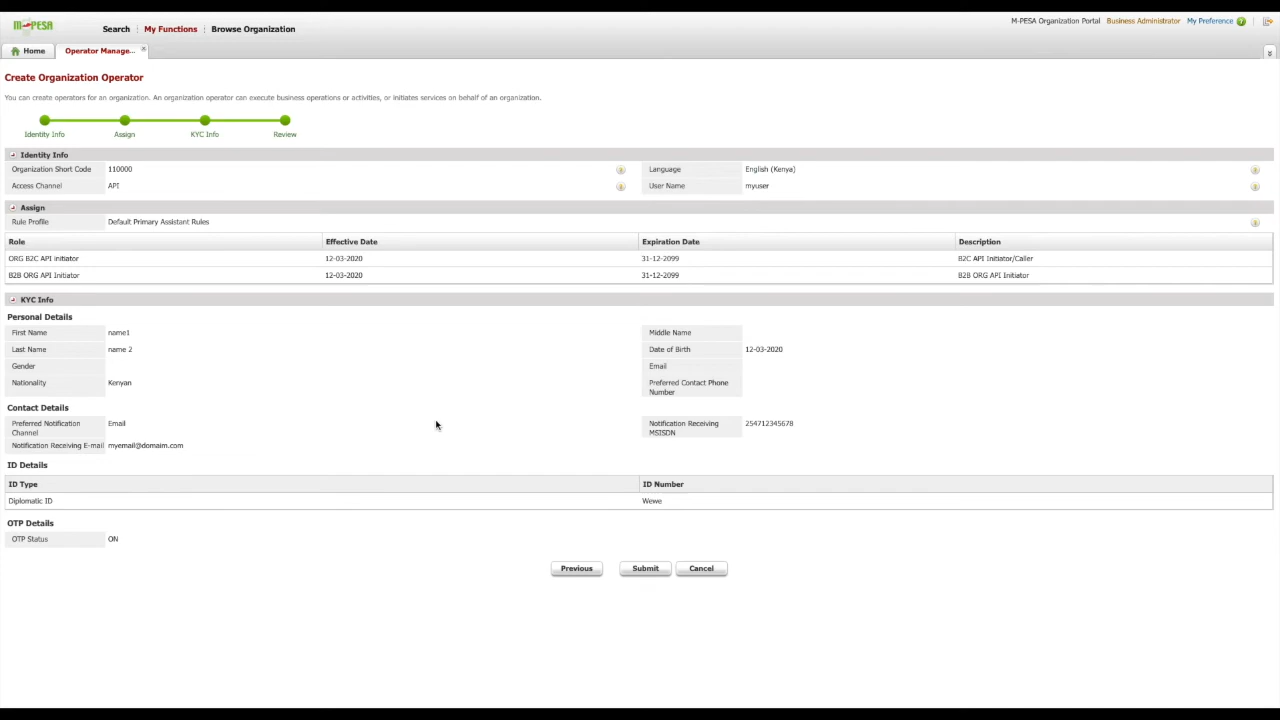 M-PESA
Search | My Functions | Browse Organization
M-PESA Organization Portal Business Administrator My Preference
Home Operator Manage...
Create Organization Operator
You can create operators for an organization. An organization operator can execute business operations or activities, or initiates services on behalf of an organization.
Identity Info Assign KYC Info Review
Identity Info
Organization Short Code 110000 Language English (Kenya)
Access Channel API User Name myuser
Assign
Rule Profile Default Primary Assistant Rules
Role Effective Date Expiration Date Description
ORG B2C API initiator 12-03-2020 31-12-2099 B2C API Initiator/Caller
B2B ORG API Initiator 12-03-2020 31-12-2099 B2B ORG API Initiator
KYC Info
Personal Details
First Name name1 Middle Name
Last Name name 2 Date of Birth 12-03-2020
Gender Email
Nationality Kenyan Preferred Contact Phone
Number
Contact Details
Preferred Notification Email Notification Receiving 254712345678
Channel MSISDN
Notification Receiving E-mail myemail@domaim.com
ID Details
ID Type ID Number
Diplomatic ID Wewe
OTP Details
OTP Status ON
Previous Submit Cancel